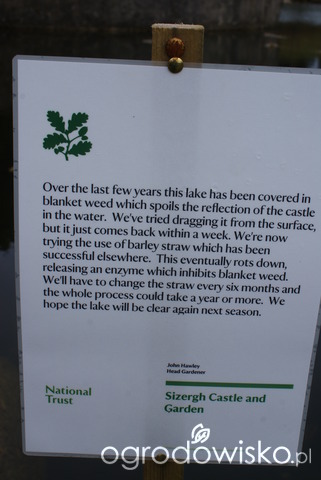 Over the last few years this lake has been covered in
blanket weed which spoils the reflection of the castle
in the water. We've tried dragging it from the surface,
but it just comes back within a week. We're now
trying the use of barley straw which has been
successful elsewhere. This eventually rots down,
releasing an enzyme which inhibits blanket weed.
We'll have to change the straw every six months and
the whole process could take a year or more. We
hope the lake will be clear again next season.
John Hawley
Head Gardener
National
Trust
Sizergh Castle and
Garden
ogrodowisko.pl